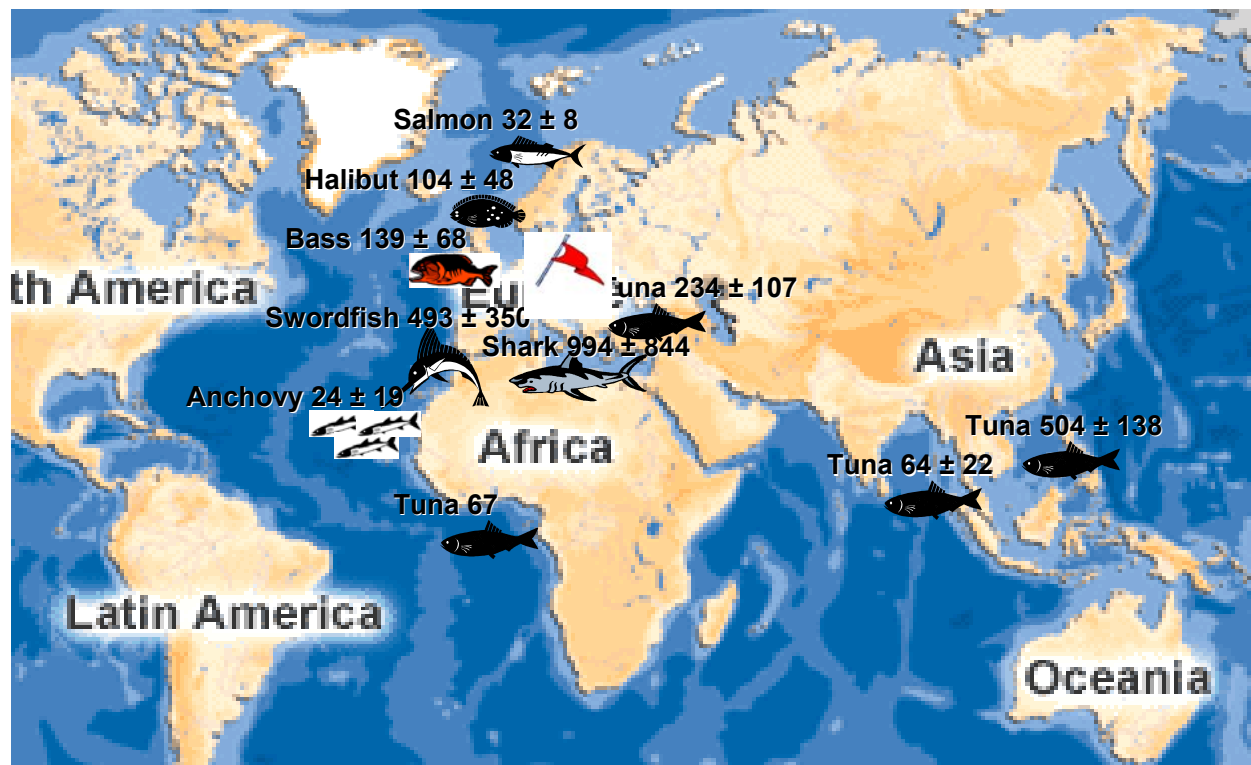 Salmon 32 ± 8
Halibut 104 ± 48
Bass 139 ± 68
th America
Eu
una 234 ± 107
Swordfish 493 ± 350
Shark 994 ± 844
Asia
Anchovy 24 ± 19
Africa
Tuna 504 ± 138
Tuna 64 ± 22
Tuna 67
Latin America
Oceania